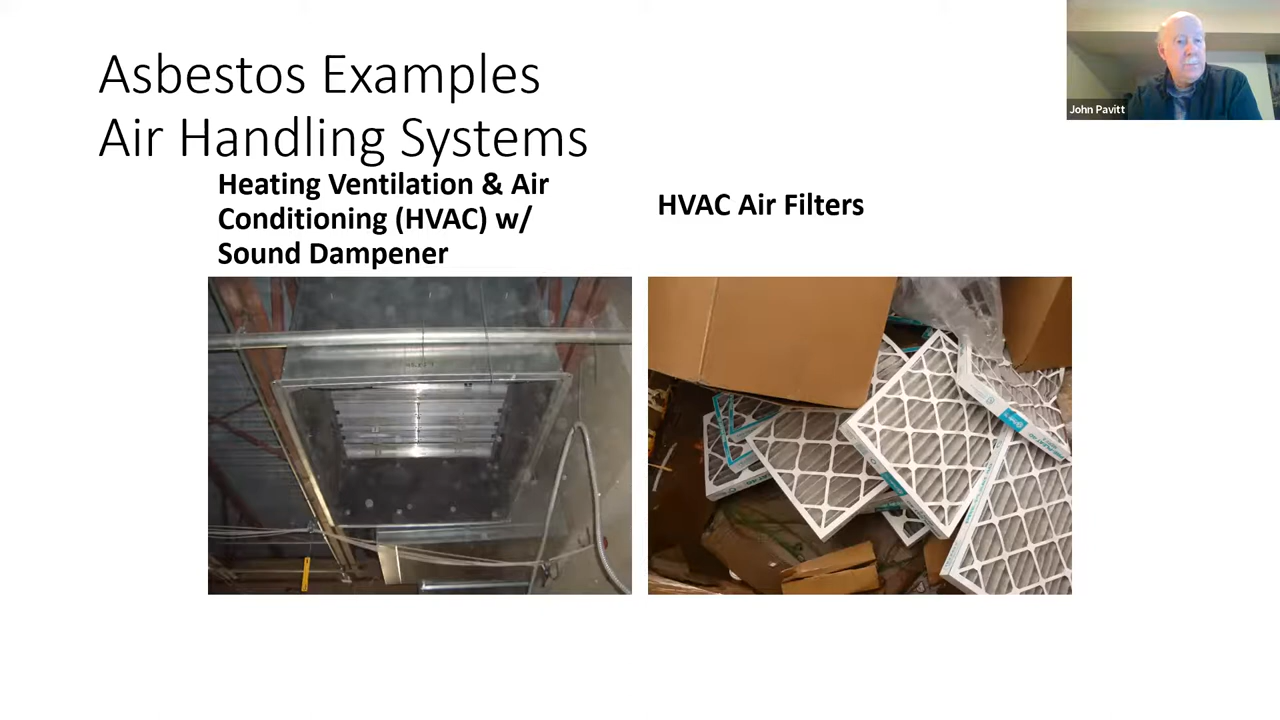 Asbestos Examples
Air Handling Systems
Heating Ventilation & Air
Conditioning (HVAC) w/
Sound Dampener
HVAC Air Filters
John Pavitt